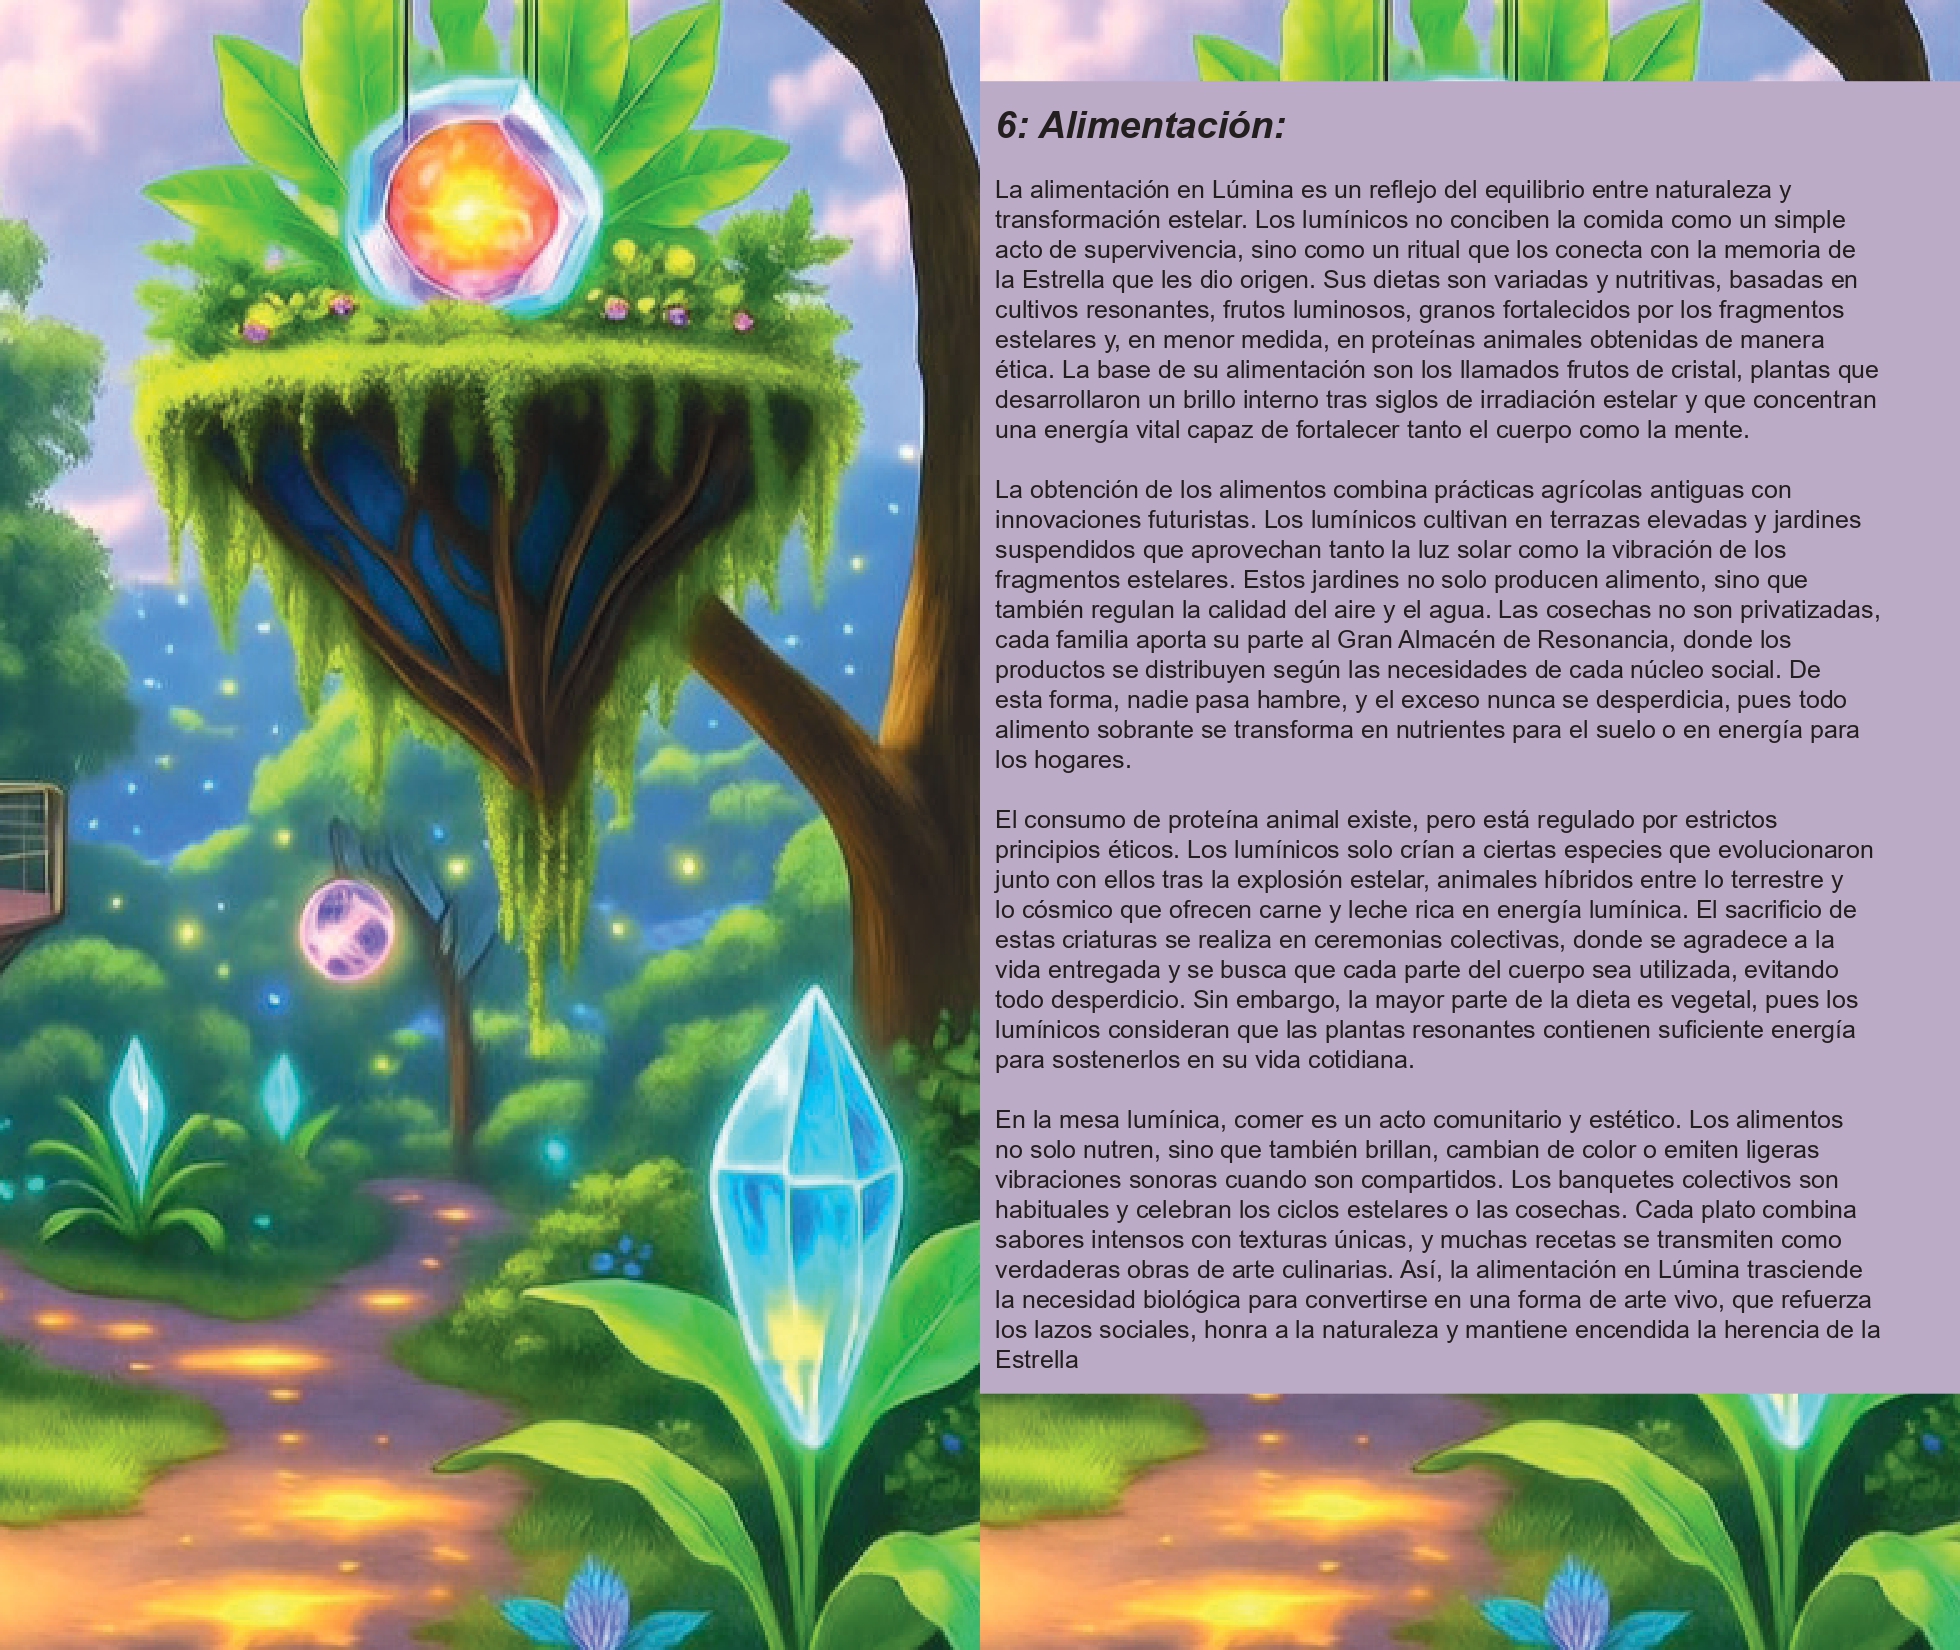 6: Alimentación:
La alimentación en Lúmina es un reflejo del equilibrio entre naturaleza y
transformación estelar. Los lumínicos no conciben la comida como un simple
acto de supervivencia, sino como un ritual que los conecta con la memoria de
la Estrella que les dio origen. Sus dietas son variadas y nutritivas, basadas en
cultivos resonantes, frutos luminosos, granos fortalecidos por los fragmentos
estelares y, en menor medida, en proteínas animales obtenidas de manera
ética. La base de su alimentación son los llamados frutos de cristal, plantas que
desarrollaron un brillo interno tras siglos de irradiación estelar y que concentran
una energía vital capaz de fortalecer tanto el cuerpo como la mente.
La obtención de los alimentos combina prácticas agrícolas antiguas con
innovaciones futuristas. Los lumínicos cultivan en terrazas elevadas y jardines
suspendidos que aprovechan tanto la luz solar como la vibración de los
fragmentos estelares. Estos jardines no solo producen alimento, sino que
también regulan la calidad del aire y el agua. Las cosechas no son privatizadas,
cada familia aporta su parte al Gran Almacén de Resonancia, donde los
productos se distribuyen según las necesidades de cada núcleo social. De
esta forma, nadie pasa hambre, y el exceso nunca se desperdicia, pues todo
alimento sobrante se transforma en nutrientes para el suelo o en energía para
los hogares.
El consumo de proteína animal existe, pero está regulado por estrictos
principios éticos. Los lumínicos solo crían a ciertas especies que evolucionaron
junto con ellos tras la explosión estelar, animales híbridos entre lo terrestre y
lo cósmico que ofrecen carne y leche rica en energía lumínica. El sacrificio de
estas criaturas se realiza en ceremonias colectivas, donde se agradece a la
vida entregada y se busca que cada parte del cuerpo sea utilizada, evitando
todo desperdicio. Sin embargo, la mayor parte de la dieta es vegetal, pues los
lumínicos consideran que las plantas resonantes contienen suficiente energía
para sostenerlos en su vida cotidiana.
En la mesa lumínica, comer es un acto comunitario y estético. Los alimentos
no solo nutren, sino que también brillan, cambian de color o emiten ligeras
vibraciones sonoras cuando son compartidos. Los banquetes colectivos son
habituales y celebran los ciclos estelares o las cosechas. Cada plato combina
sabores intensos con texturas únicas, y muchas recetas se transmiten como
verdaderas obras de arte culinarias. Así, la alimentación en Lúmina trasciende
la necesidad biológica para convertirse en una forma de arte vivo, que refuerza
los lazos sociales, honra a la naturaleza y mantiene encendida la herencia de la
Estrella